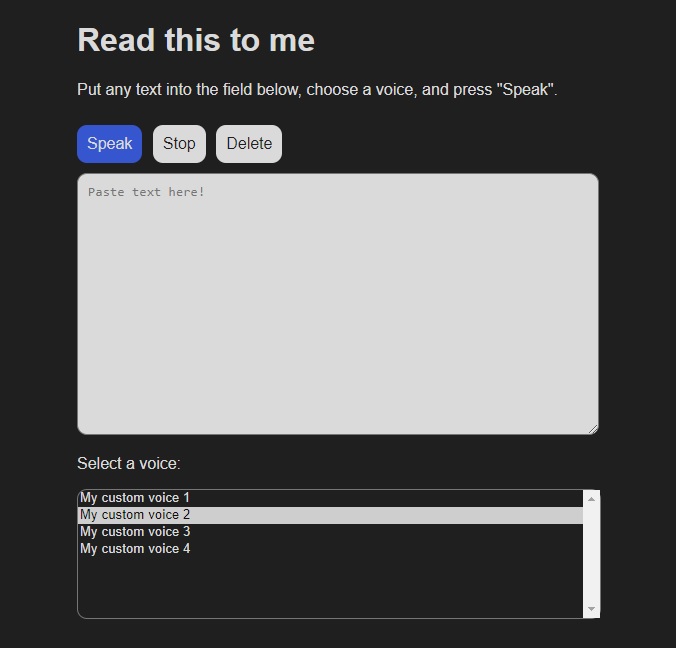 Read this to me
Put any text into the field below, choose a voice, and press "Speak".
Speak Stop Delete
Paste text here!
Select a voice:
My custom voice 1
My custom voice 2
My custom voice 3
My custom voice 4